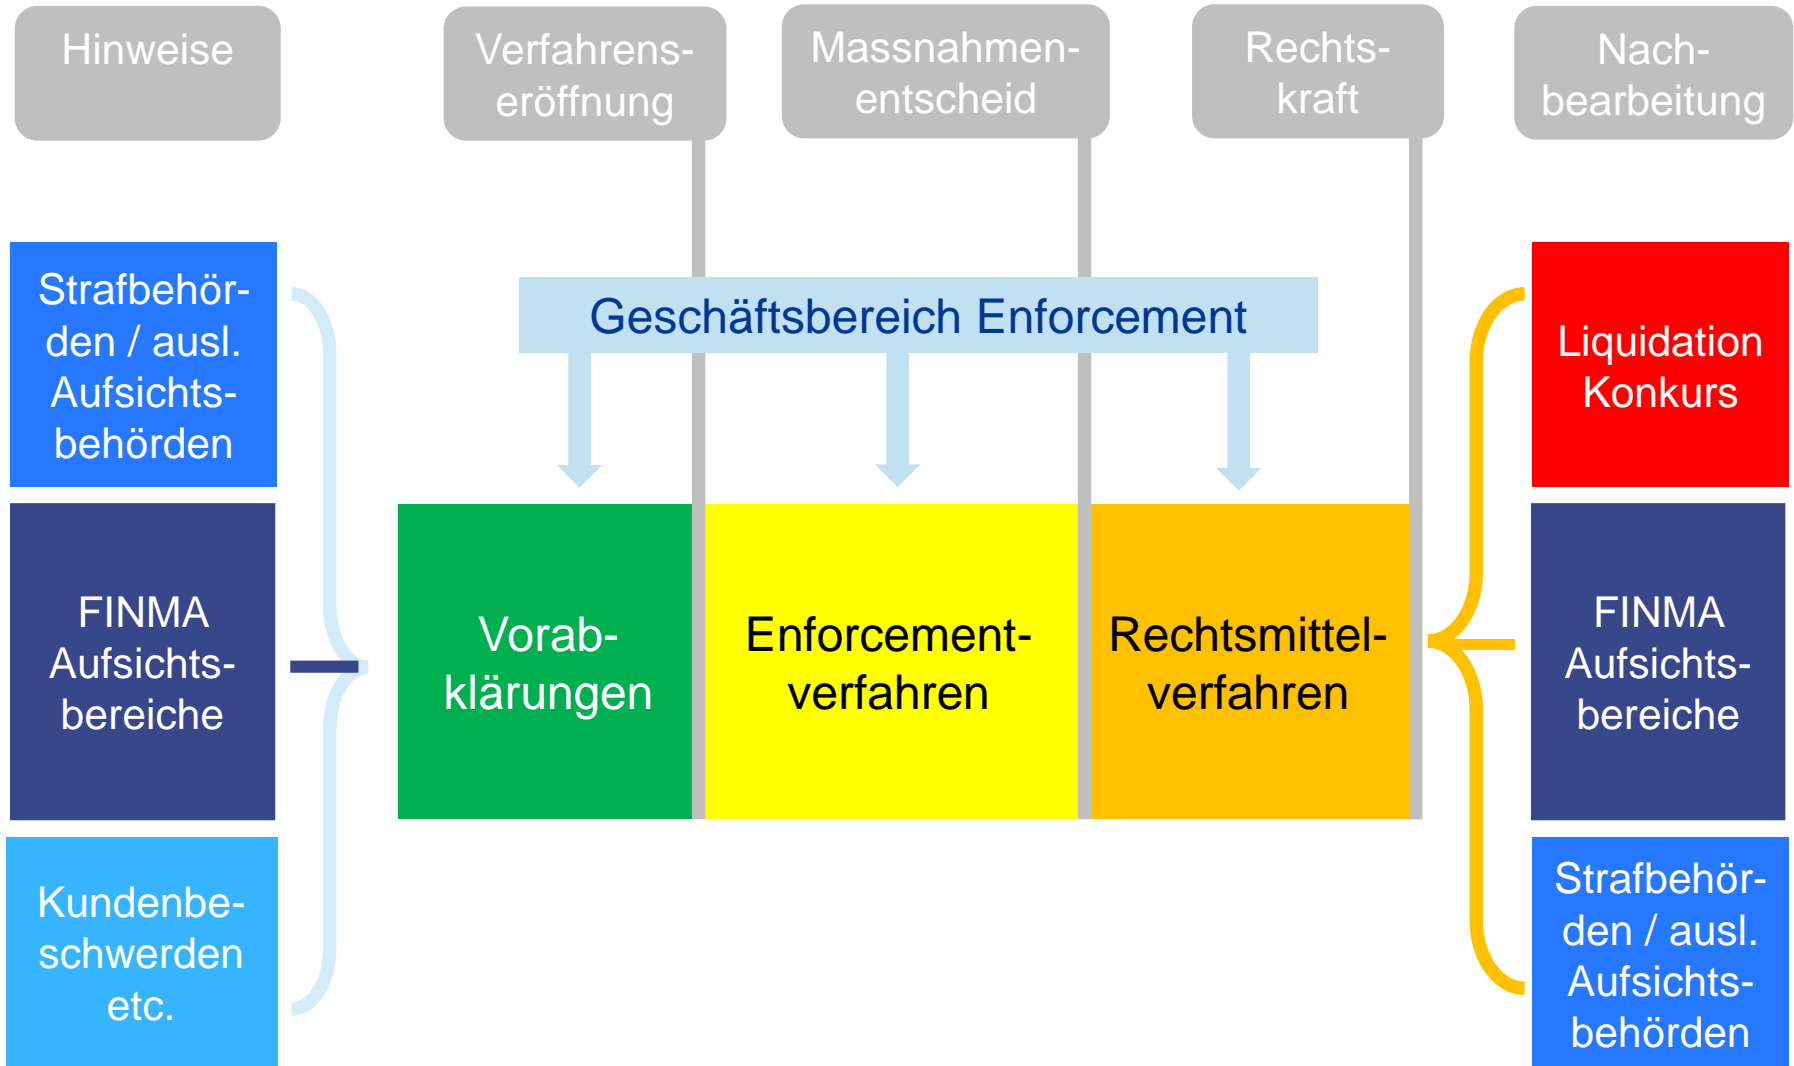 Hinweise
Verfahrens-
eröffnung
Massnahmen-
entscheid
Rechts-
kraft
Nach-
bearbeitung
Strafbehör-
den / ausl.
Aufsichts-
behörden
FINMA
Aufsichts-
bereiche
Kundenbe-
schwerden
etc.
Geschäftsbereich Enforcement
Vorab-
klärungen
Enforcement-
verfahren
Rechtsmittel-
verfahren
Liquidation
Konkurs
FINMA
Aufsichts-
bereiche
Strafbehör-
den / ausl.
Aufsichts-
behörden